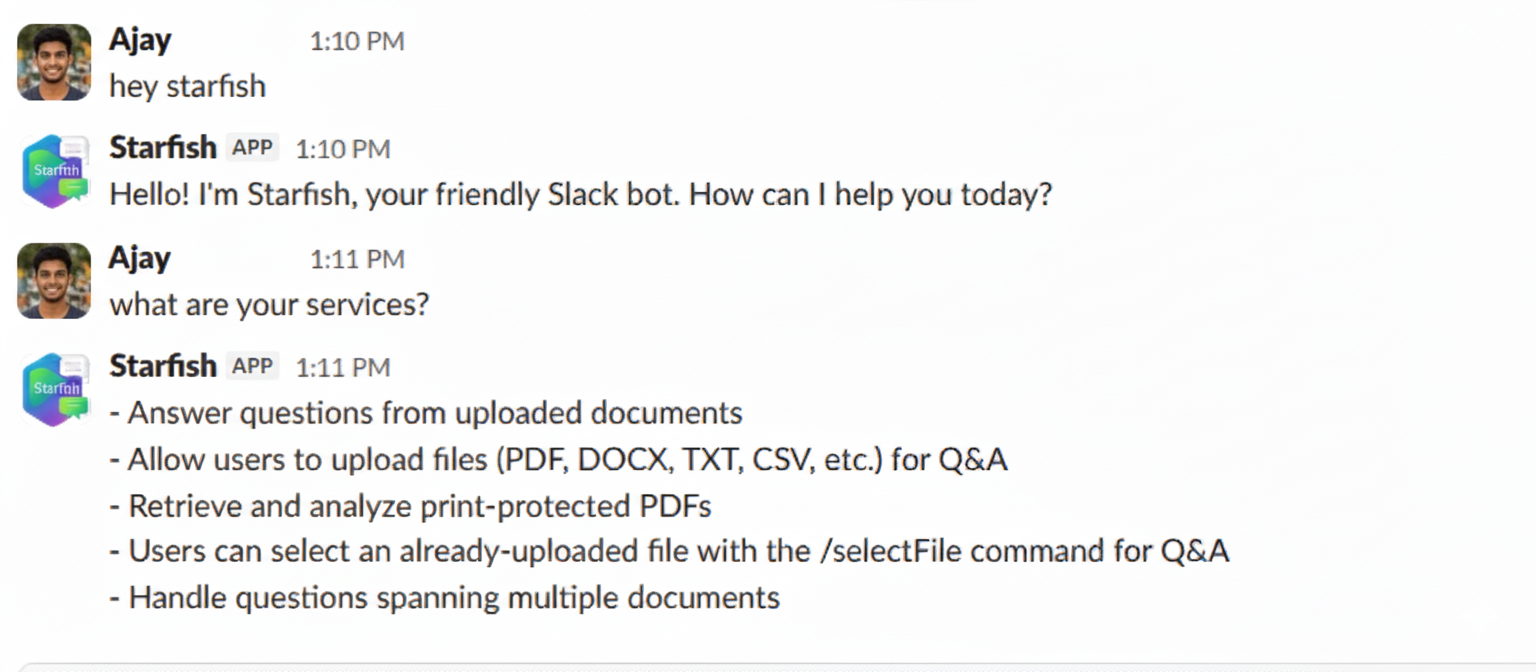 Ajay 1:10 PM
hey starfish
Starfish APP 1:10 PM
Hello! I'm Starfish, your friendly Slack bot. How can I help you today?
Ajay 1:11 PM
what are your services?
Starfish APP 1:11 PM
- Answer questions from uploaded documents
- Allow users to upload files (PDF, DOCX, TXT, CSV, etc.) for Q&A
- Retrieve and analyze print-protected PDFs
- Users can select an already-uploaded file with the /selectFile command for Q&A
- Handle questions spanning multiple documents